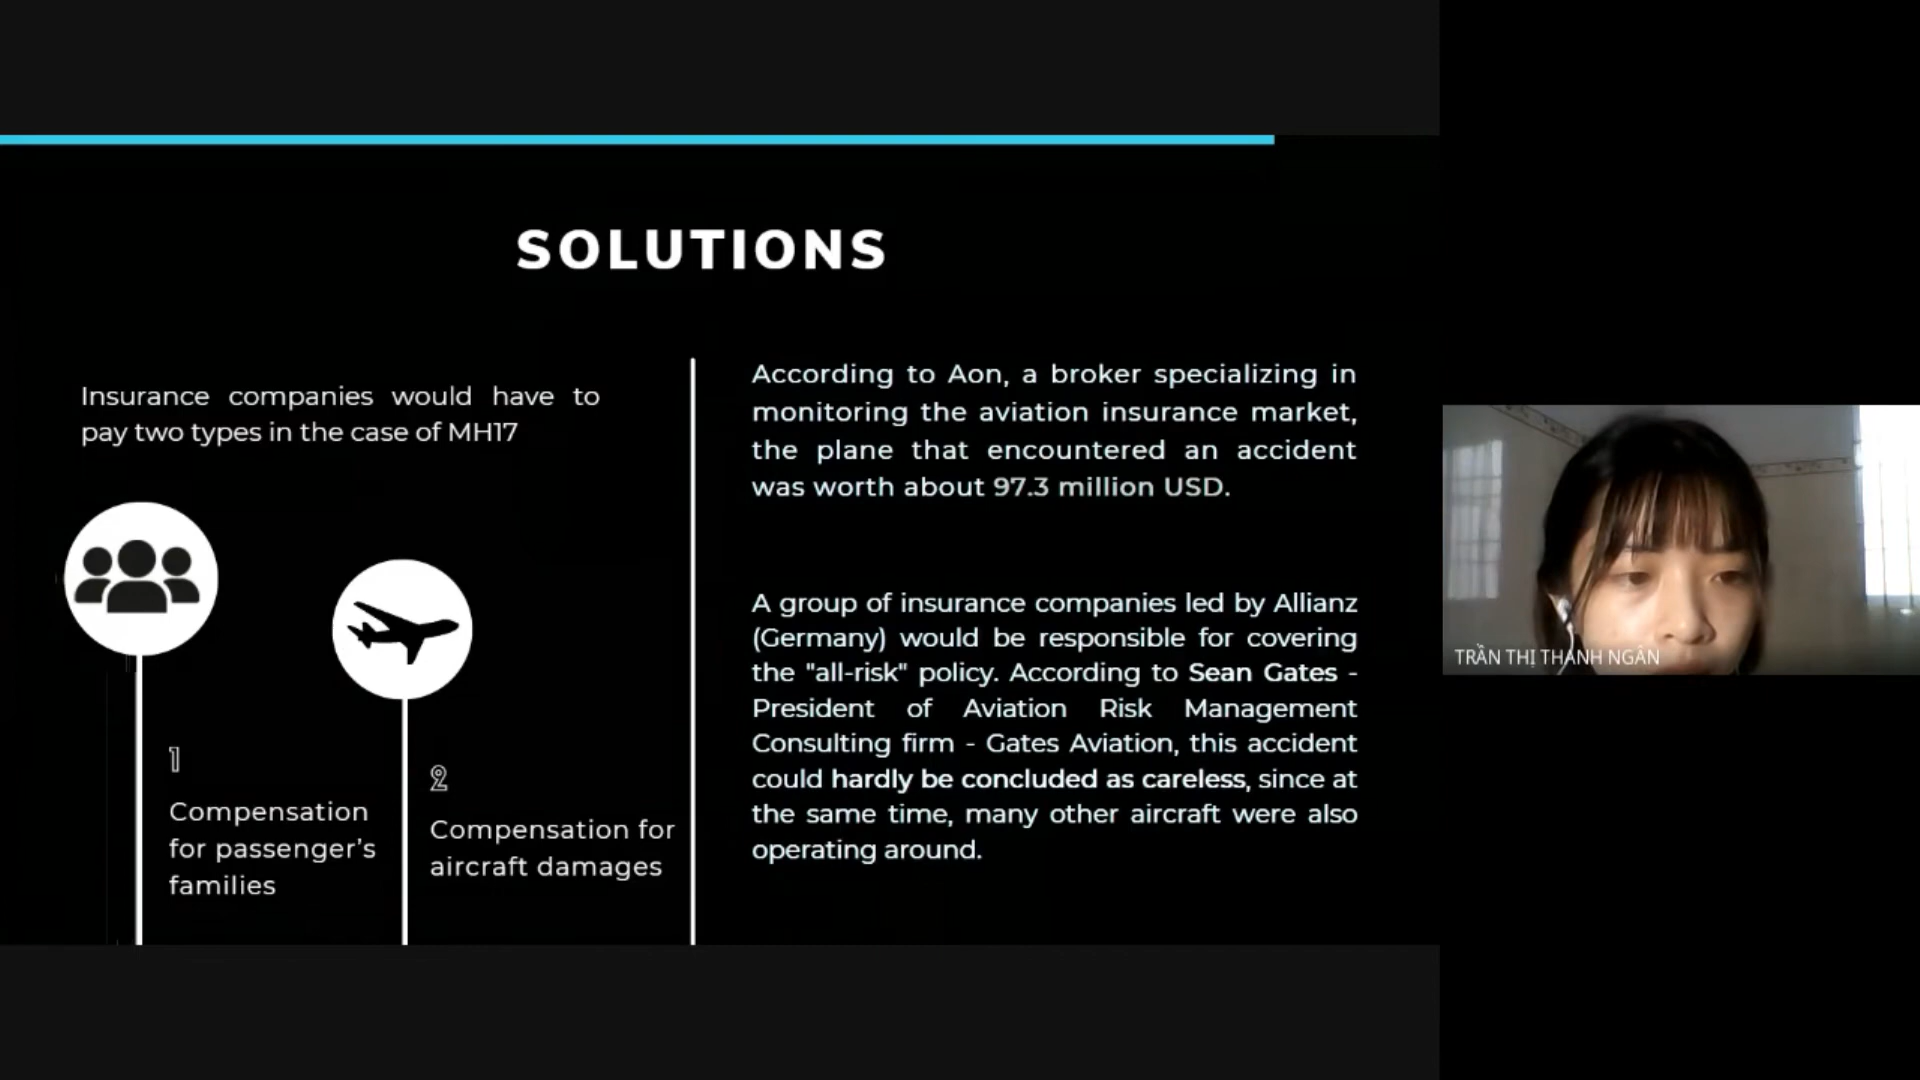 SOLUTIONS
Insurance companies would have to
pay two types in the case of MH17
1
Compensation
for passenger’s
families
2
Compensation for
aircraft damages
According to Aon, a broker specializing in
monitoring the aviation insurance market,
the plane that encountered an accident
was worth about 97.3 million USD.
A group of insurance companies led by Allianz
(Germany) would be responsible for covering
the "all-risk" policy. According to Sean Gates -
President of Aviation Risk Management
Consulting firm - Gates Aviation, this accident
could hardly be concluded as careless, since at
the same time, many other aircraft were also
operating around.
TRẦN THỊ THANH NGÂN